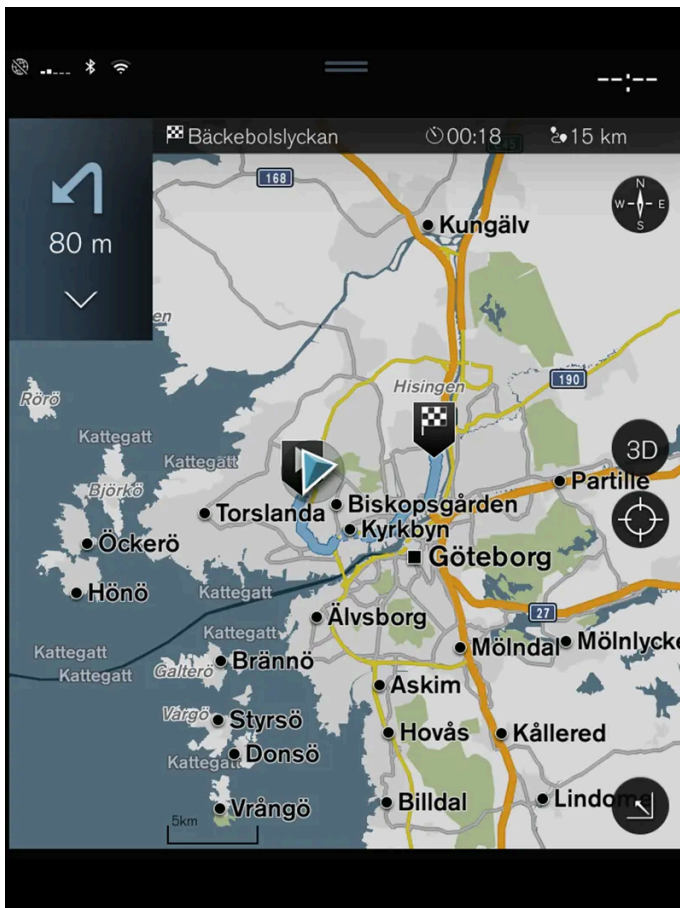 --:--
Bäckebolslyckan
00:18
15 km
80 m
168
Kungälv
N
W E
S
190
Hisingen
Rörö
Kattegatt
Kattegatt
3D
Björkö
Partille
Biskopsgården
Torslanda
Kyrkbyn
Öckerö
Göteborg
Hönö
Kattegatt
27
Älvsborg
Kattegatt
Mölndal
Mölnlycke
Kattegatt
Brännö
Galterö
Kattegatt
Askim
Vargö
Styrsö
Hovås
Kållered
Donsö
Kattegatt
Vrångö
Billdal
5km